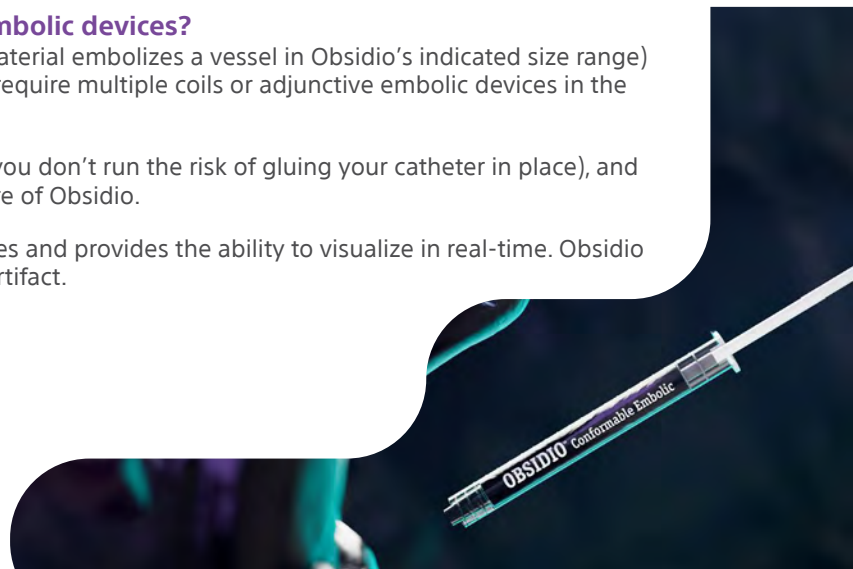 mbolic devices?
aterial embolizes a vessel in Obsidio’s indicated size range)
require multiple coils or adjunctive embolic devices in the
you don’t run the risk of gluing your catheter in place), and
e of Obsidio.
es and provides the ability to visualize in real-time. Obsidio
rtifact.
OBSIDIO® Conformable Embolic